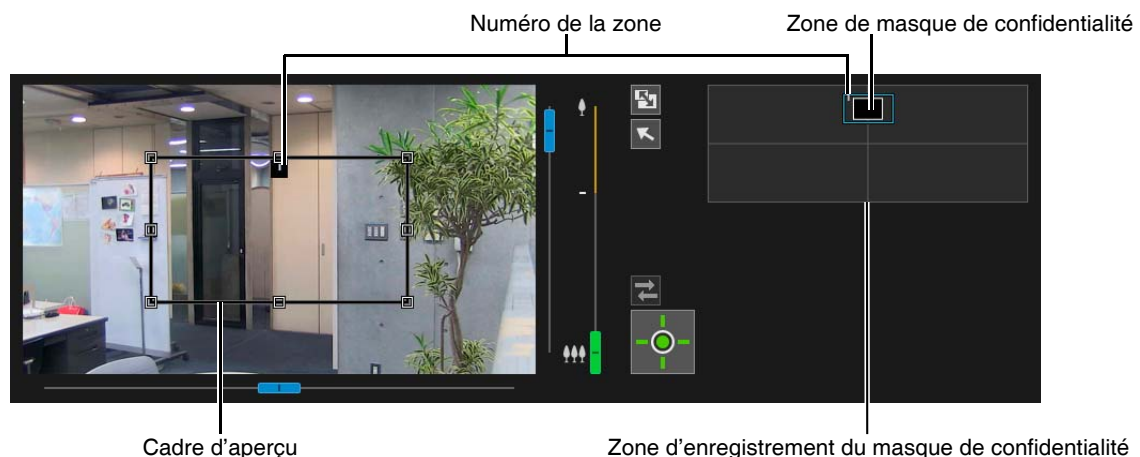 Numéro de la zone
Zone de masque de confidentialité
Cadre d'aperçu
Zone d'enregistrement du masque de confidentialité